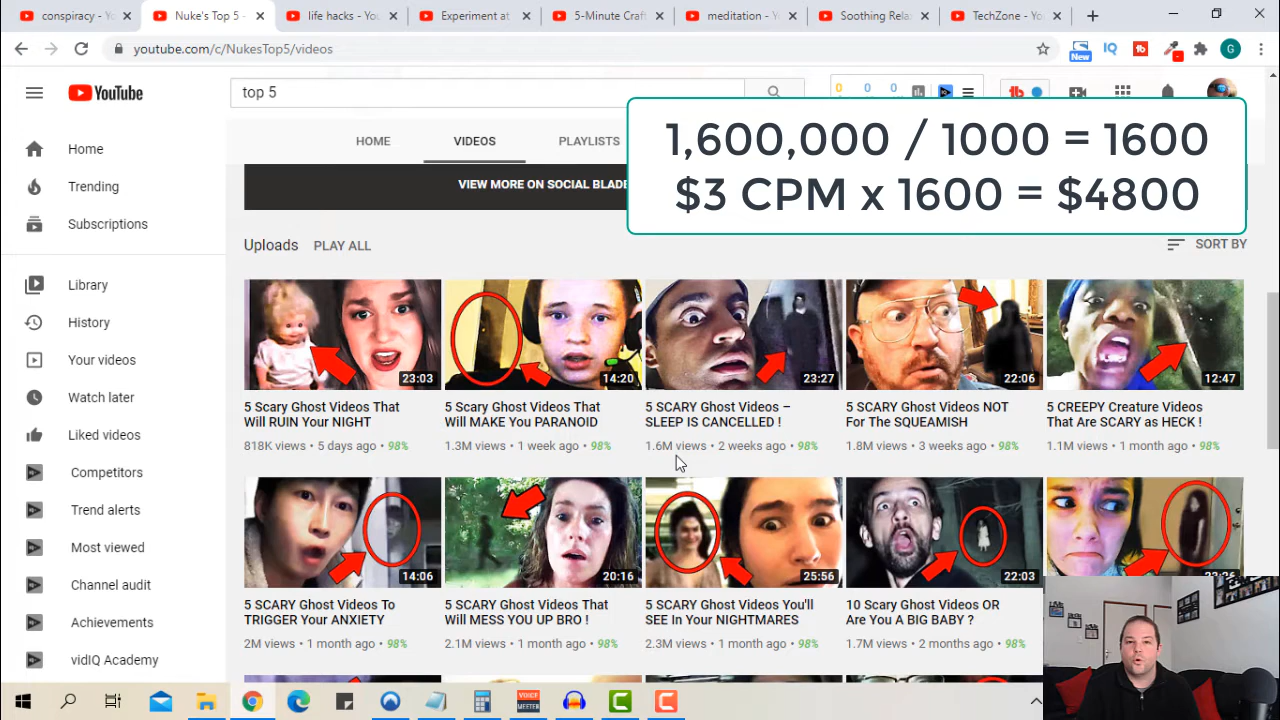 conspiracy - Yo
Nuke's Top 5 -
life hacks - You
Experiment at
5-Minute Craft
meditation - Yo
Soothing Relax
TechZone - You
youtube.com/c/NukesTop5/videos
New
IQ
G
YouTube
top 5
0 0 0
1,600,000 / 1000 = 1600
$3 CPM x 1600 = $4800
HOME
VIDEOS
PLAYLISTS
VIEW MORE ON SOCIAL BLADE
Uploads
PLAY ALL
SORT BY
Home
Trending
Subscriptions
Library
History
Your videos
Watch later
Liked videos
Competitors
Trend alerts
Most viewed
Channel audit
Achievements
vidIQ Academy
23:03
14:20
23:27
22:06
12:47
5 Scary Ghost Videos That
Will RUIN Your NIGHT
818K views • 5 days ago • 98%
5 Scary Ghost Videos That
Will MAKE You PARANOID
1.3M views • 1 week ago • 98%
5 SCARY Ghost Videos –
SLEEP IS CANCELLED !
1.6M views • 2 weeks ago • 98%
5 SCARY Ghost Videos NOT
For The SQUEAMISH
1.8M views • 3 weeks ago • 98%
5 CREEPY Creature Videos
That Are SCARY as HECK !
1.1M views • 1 month ago • 98%
14:06
20:16
25:56
22:03
5 SCARY Ghost Videos To
TRIGGER Your ANXIETY
2M views • 1 month ago • 98%
5 SCARY Ghost Videos That
Will MESS YOU UP BRO !
2.1M views • 1 month ago • 98%
5 SCARY Ghost Videos You'll
SEE In Your NIGHTMARES
2.3M views • 1 month ago • 98%
10 Scary Ghost Videos OR
Are You A BIG BABY ?
1.7M views • 2 months ago • 98%
VOICE
MEETER